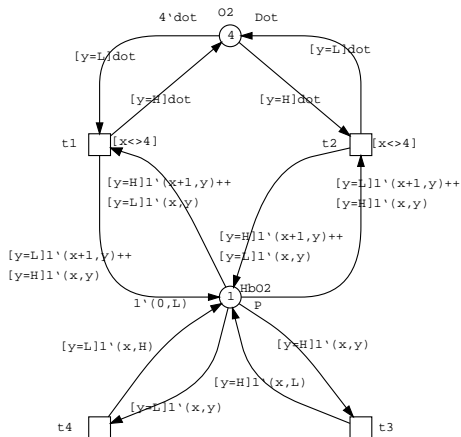 O2
4`dot
Dot
4
[y=L]dot
[y=L]dot
[y=H]dot
[y=H]dot
t1
[x<>4]
t2
[x<>4]
[y=H]1`(x+1,y)++
[y=L]1`(x,y)
[y=L]1`(x+1,y)++
[y=H]1`(x,y)
[y=H]1`(x+1,y)++
[y=L]1`(x,y)
[y=L]1`(x+1,y)++
[y=H]1`(x,y)
HbO2
1
1`(0,L)
P
[y=L]1`(x,H)
[y=H]1`(x,y)
[y=H]1`(x,L)
[y=L]1`(x,y)
t4
t3